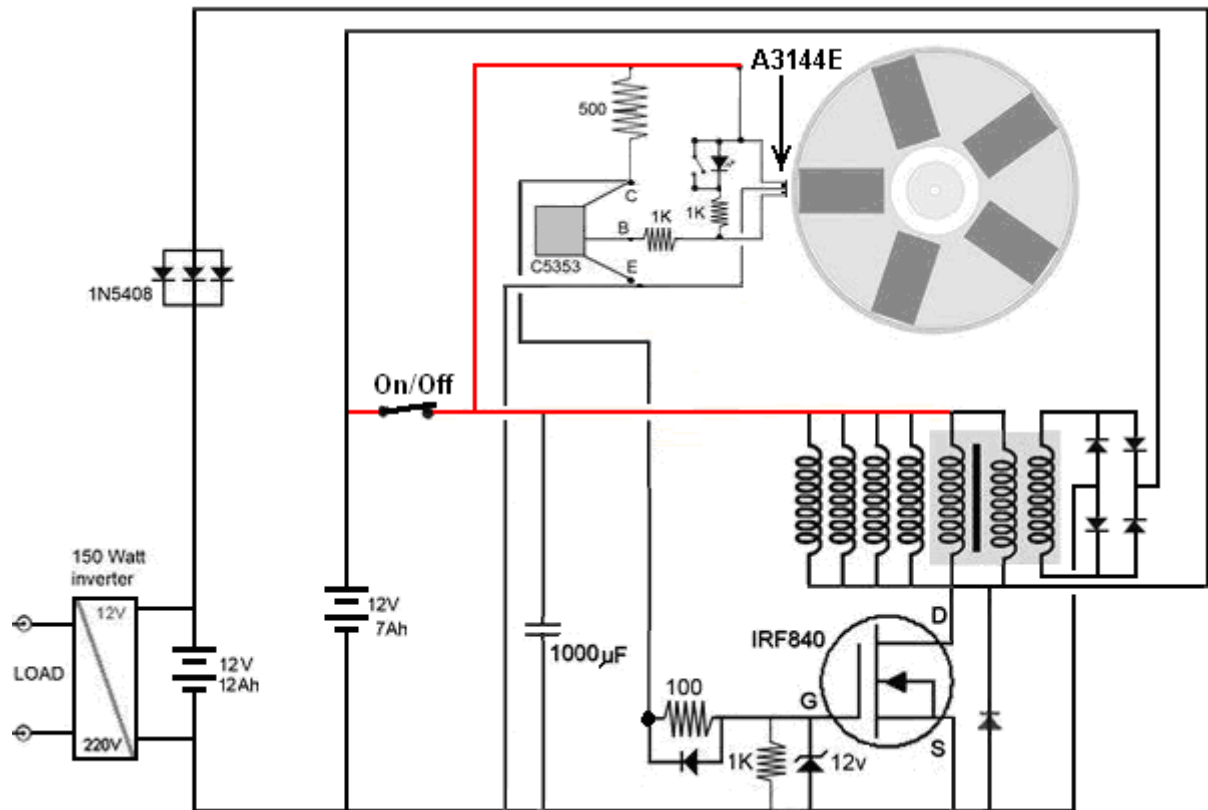 A3144E
500
C
1K
1K
B
C5353
E
1N5408
On/Off
150 Watt
inverter
12V
LOAD
220V
12V
12Ah
12V
7Ah
1000µF
IRF840
D
100
G
1K
12v
S